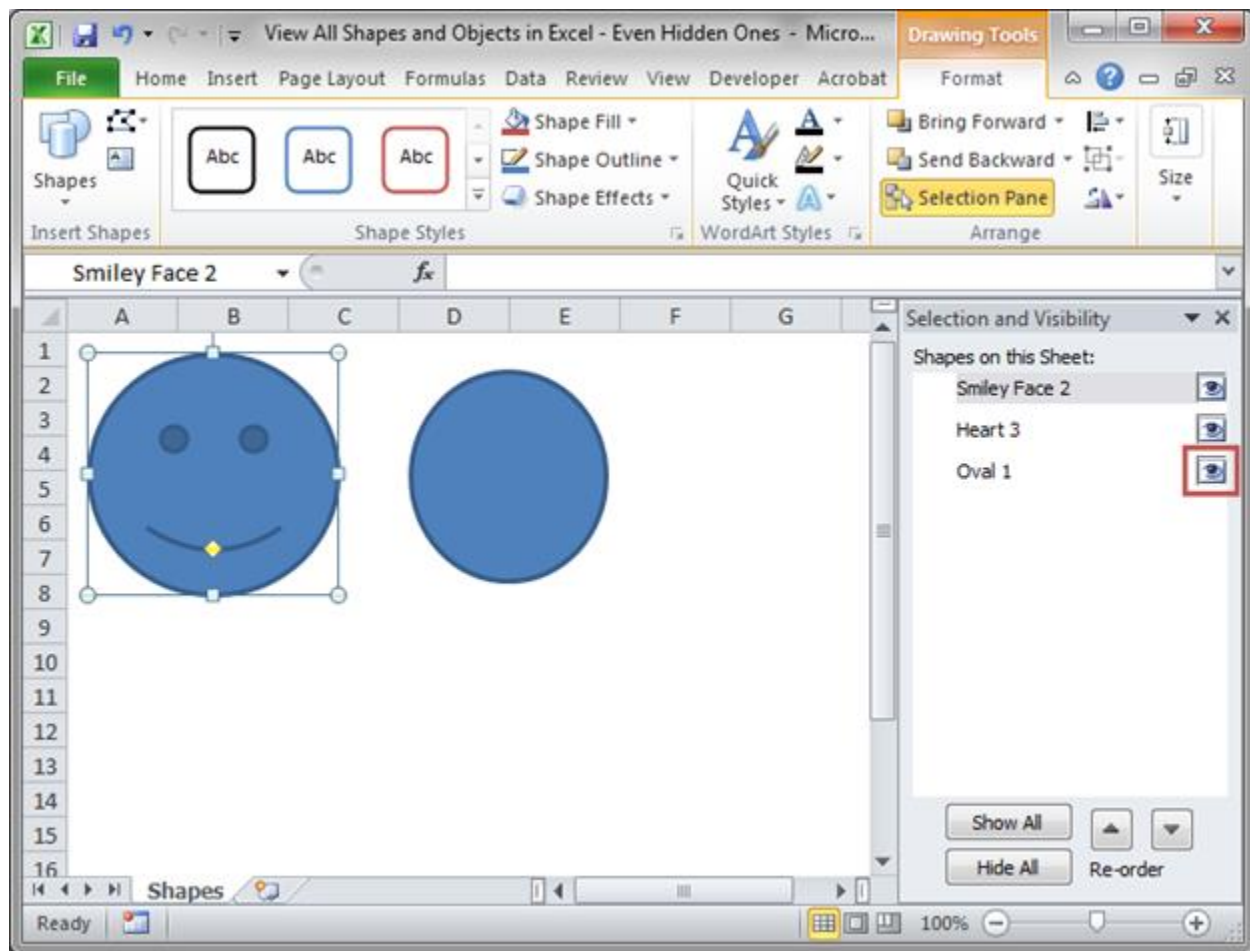 View All Shapes and Objects in Excel - Even Hidden Ones - Micro...
Drawing Tools
File Home Insert Page Layout Formulas Data Review View Developer Acrobat Format
Shapes
Insert Shapes
Abc Abc Abc
Shape Fill
Shape Outline
Shape Effects
Shape Styles
Quick
Styles
WordArt Styles
Bring Forward
Send Backward
Selection Pane
Arrange
Size
Smiley Face 2 fx
A B C D E F G
1
2
3
4
5
6
7
8
9
10
11
12
13
14
15
16
Selection and Visibility
Shapes on this Sheet:
Smiley Face 2
Heart 3
Oval 1
Show All
Hide All
Re-order
Shapes
Ready
100%